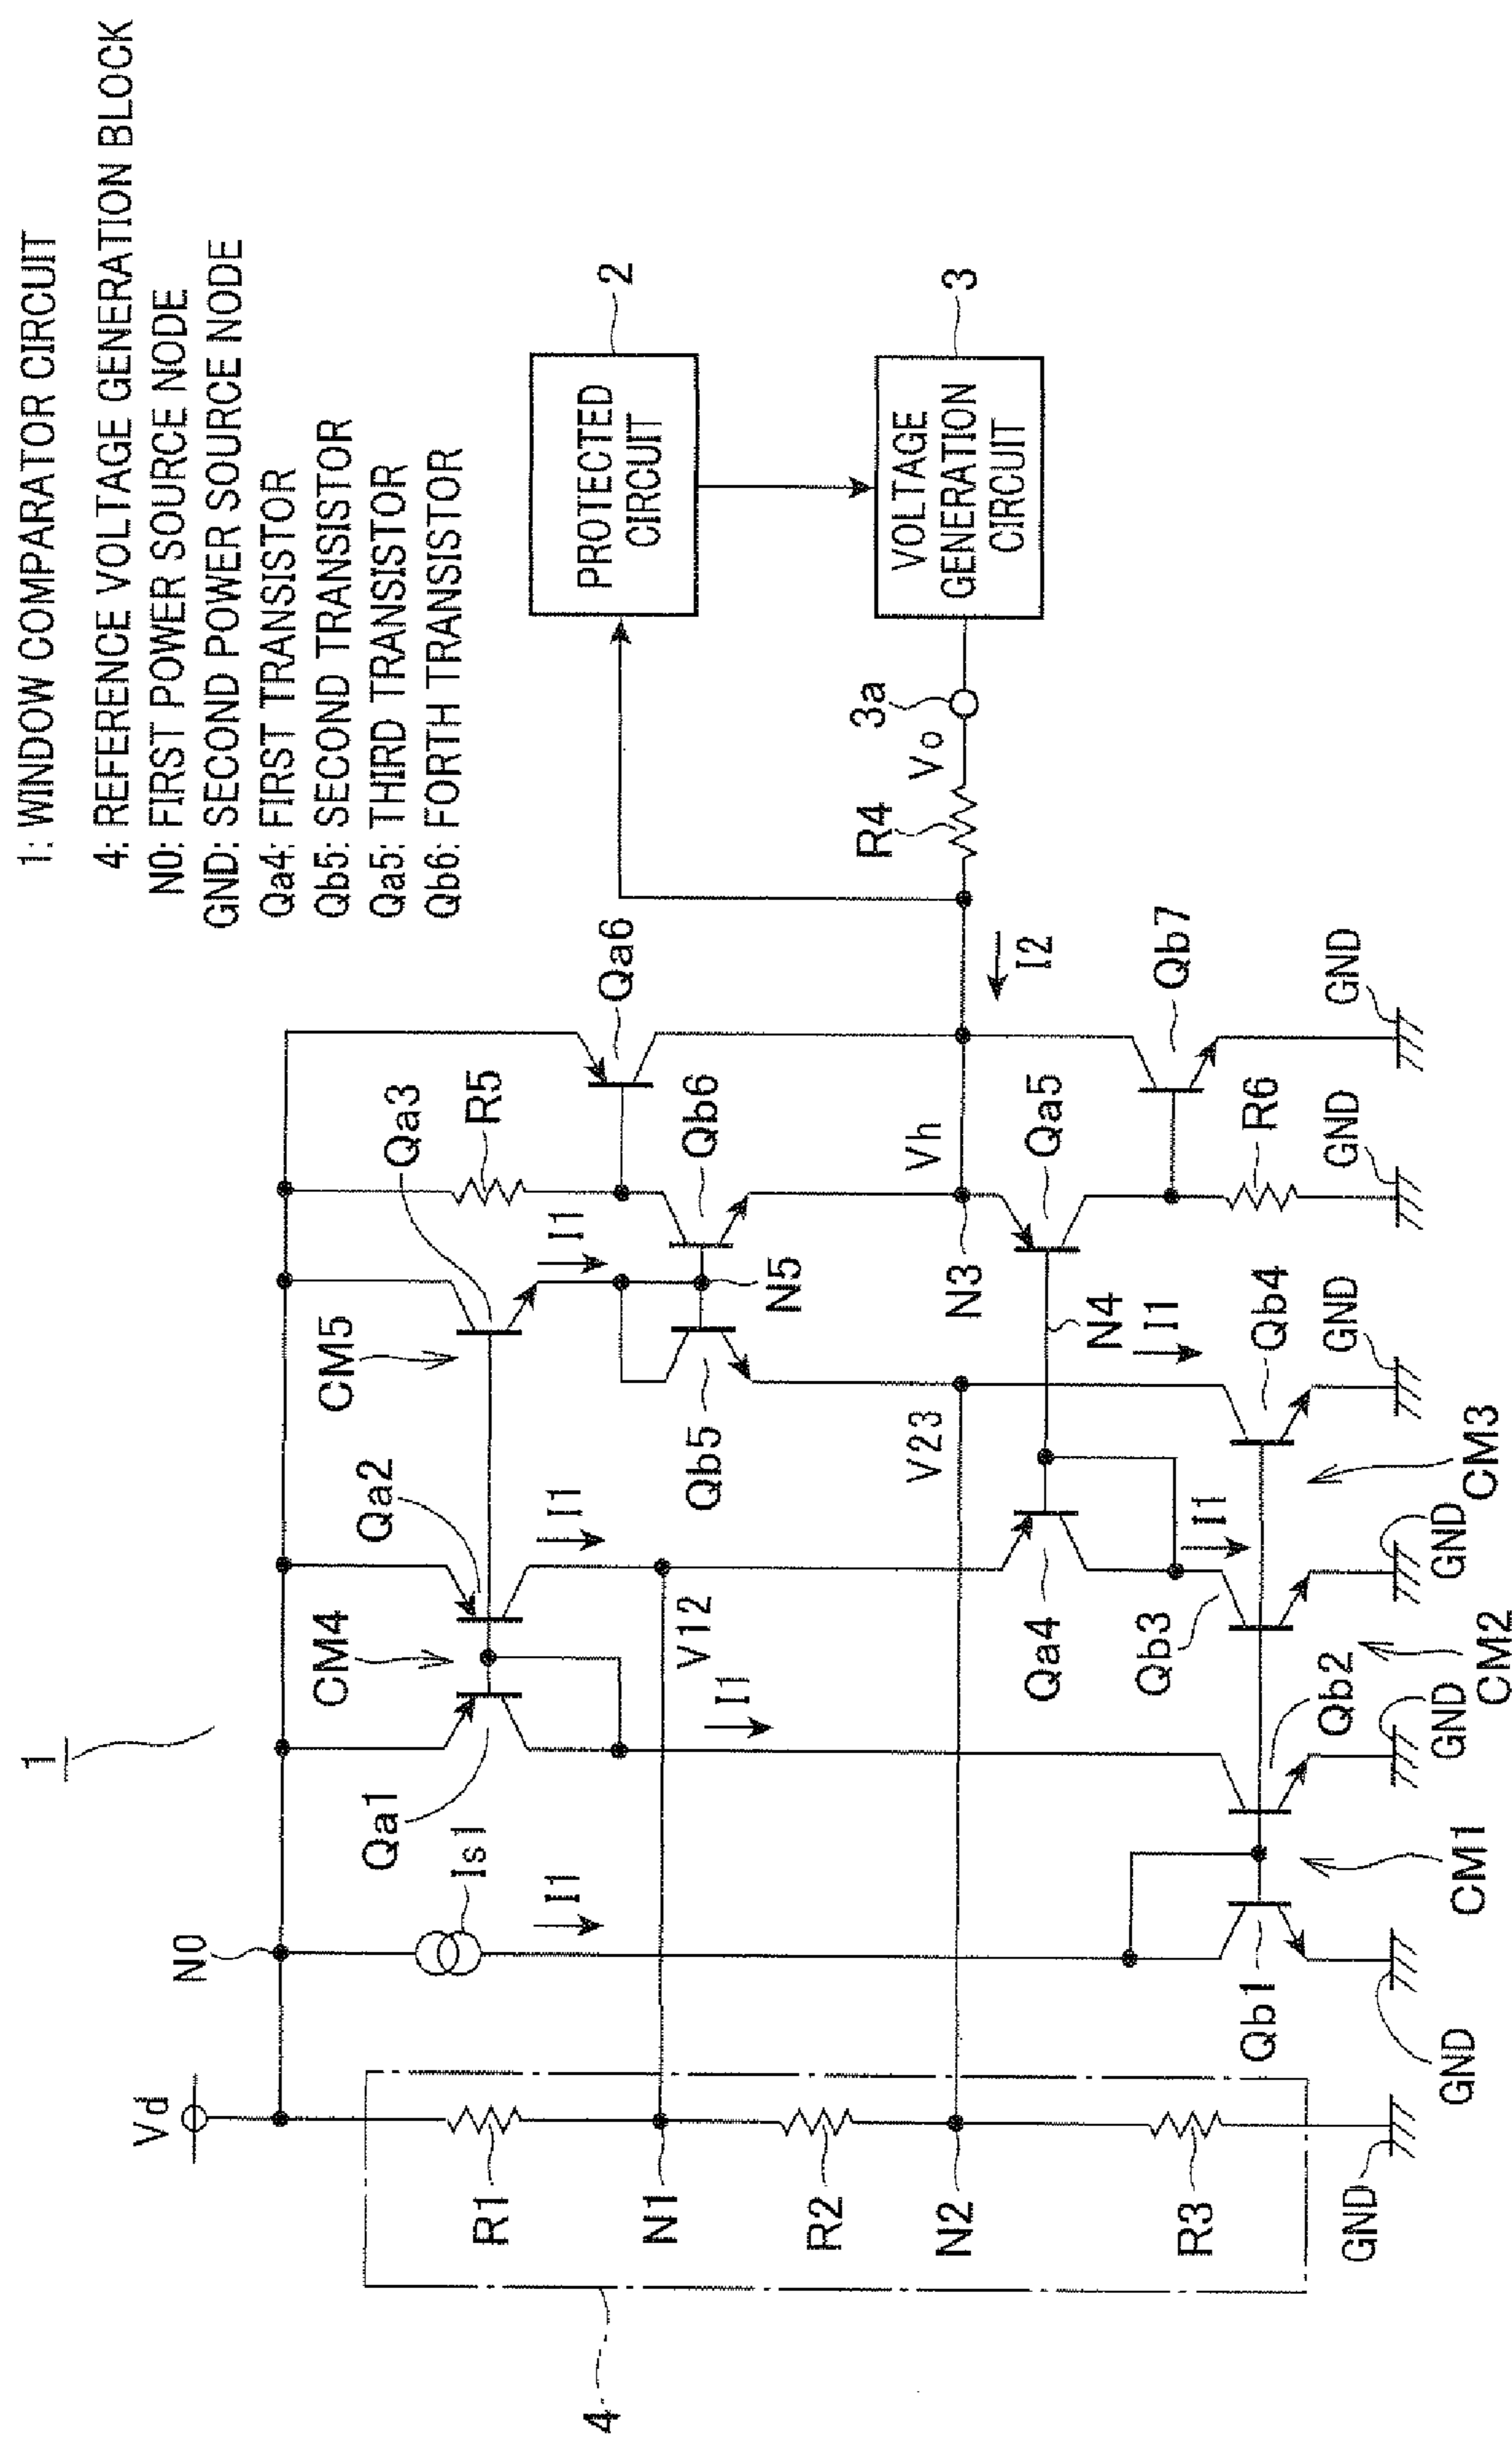 1: WINDOW COMPARATOR CIRCUIT
4: REFERENCE VOLTAGE GENERATION BLOCK
N0: FIRST POWER SOURCE NODE
GND: SECOND POWER SOURCE NODE
Qa4: FIRST TRANSISTOR
Qb5: SECOND TRANSISTOR
Qa5: THIRD TRANSISTOR
Qb6: FORTH TRANSISTOR
1
Vd
N0
4
R1
N1
R2
N2
R3
GND
Is1
I1
Qb1
GND
CM1
Qa1
CM4
Qa2
I1
V12
I1
Qb2
GND
CM2
Qa4
Qb3
I1
GND
CM3
CM5
Qa3
I1
Qb5
N5
V23
N4
I1
Qb4
GND
R5
Qb6
Vh
N3
Qa5
R6
GND
Qa6
I2
Qb7
GND
R4
Vo
3a
PROTECTED
CIRCUIT
2
VOLTAGE
GENERATION
CIRCUIT
3